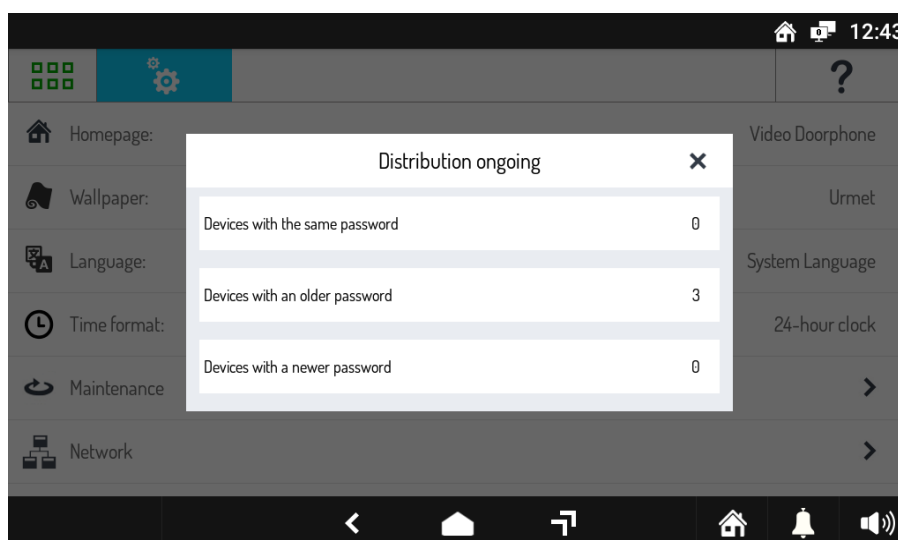 12:43
?
Homepage:
Video Doorphone
Distribution ongoing
Wallpaper:
Urmet
Devices with the same password 0
Language:
System Language
Devices with an older password 3
Time format:
24-hour clock
Devices with a newer password 0
Maintenance
Network